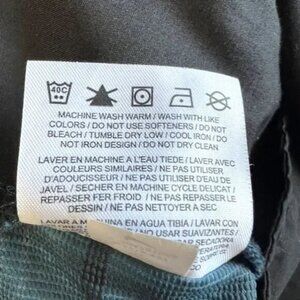 40C
MACHINE WASH WARM / WASH WITH LIKE
COLORS / DO NOT USE SOFTENERS / DO NOT
BLEACH / TUMBLE DRY LOW / COOL IRON / DO
NOT IRON DESIGN / DO NOT DRY CLEAN
LAVER EN MACHINE A L'EAU TIEDE / LAVER AVEC
COULEURS SIMILAIRES / NE PAS UTILISER
D'ADOUCISSEUR / NE PAS UTILISER D'EAU DE
JAVEL / SECHER EN MACHINE CYCLE DELICAT /
REPASSER FER FROID / NE PAS REPASSER LE
DESSIN / NE PAS NETTOYER A SEC
LAVAR A MAQUINA EN AGUA TIBIA / LAVAR CON
NO USAR SUAVIZANTES /
SECADORA